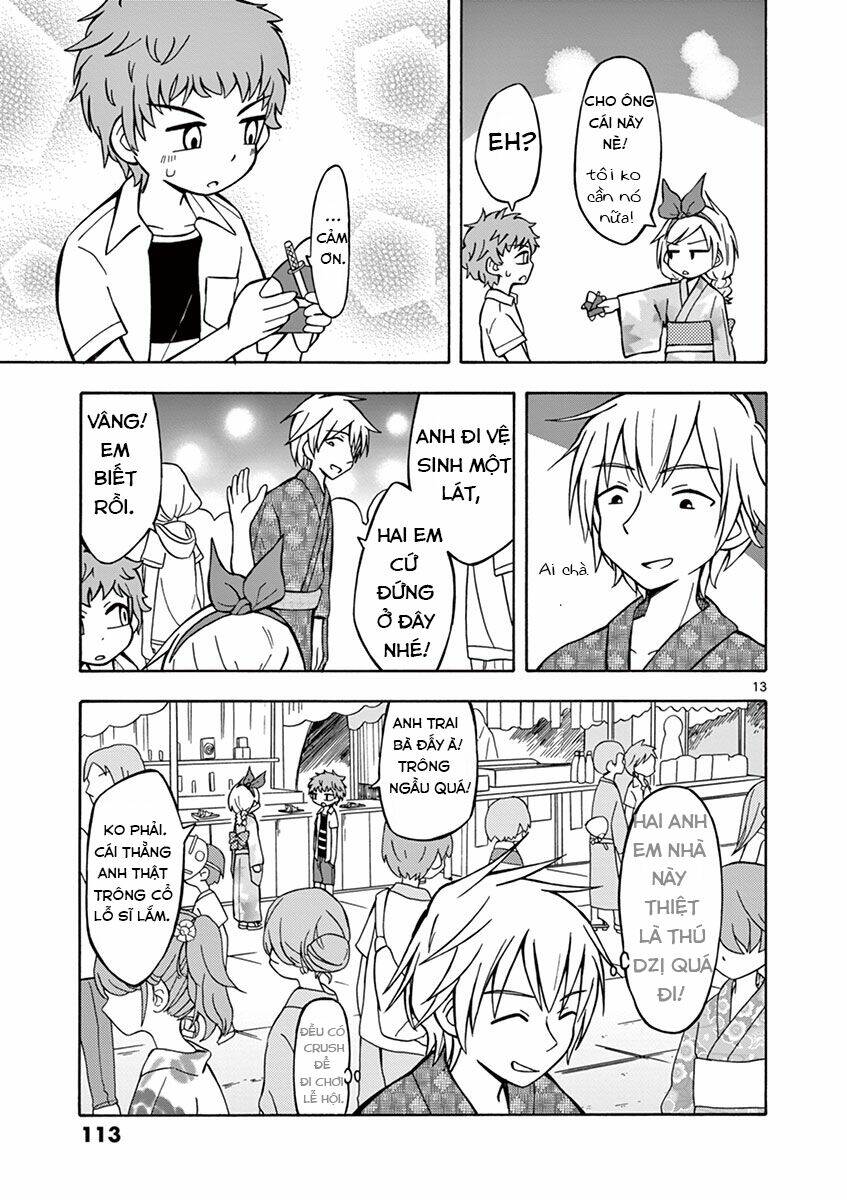 CHO ÔNG
CÁI NÀY
NÈ!
tôi ko
cần nó
nữa!
EH?
...
CẢM
ƠN.
Ai chà.
ANH ĐI VỆ
SINH MỘT
LÁT,
HAI EM
CỨ
ĐỨNG
Ở ĐÂY
NHÉ!
VÂNG!
EM
BIẾT
RỒI.
13
ANH TRAI
BÀ ĐẤY À!
TRÔNG
NGẦU QUÁ!
KO PHẢI.
CÁI THẰNG
ANH THẬT
TRÔNG CỔ
LỖ SĨ LẮM.
HAI ANH
EM NHÀ
NÀY
THIỆT
LÀ THÚ
DZỊ QUÁ
ĐI!
ĐỀU CÓ
CRUSH
ĐỂ
ĐI CHƠI
LỄ HỘI.
113